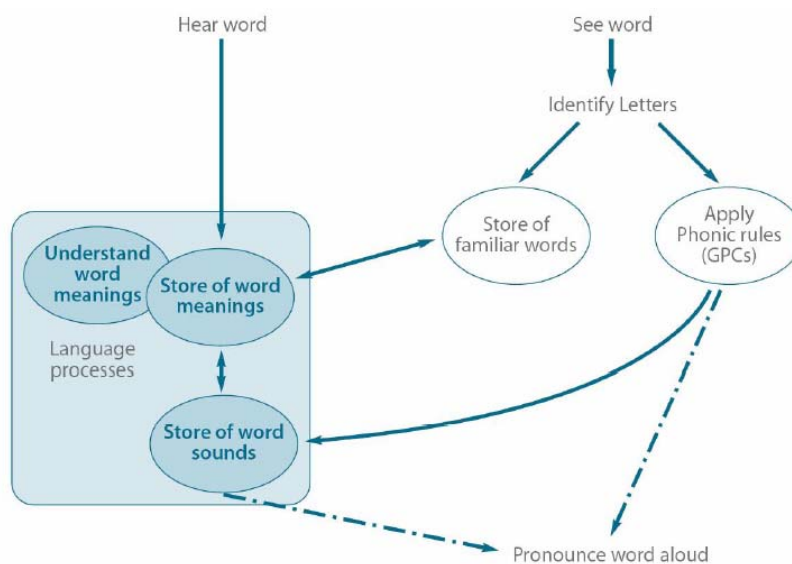 Hear word
See word
Identify Letters
Store of
familiar words
Apply
Phonic rules
(GPCs)
Understand
word
meanings
Store of word
meanings
Language
processes
Store of word
sounds
Pronounce word aloud